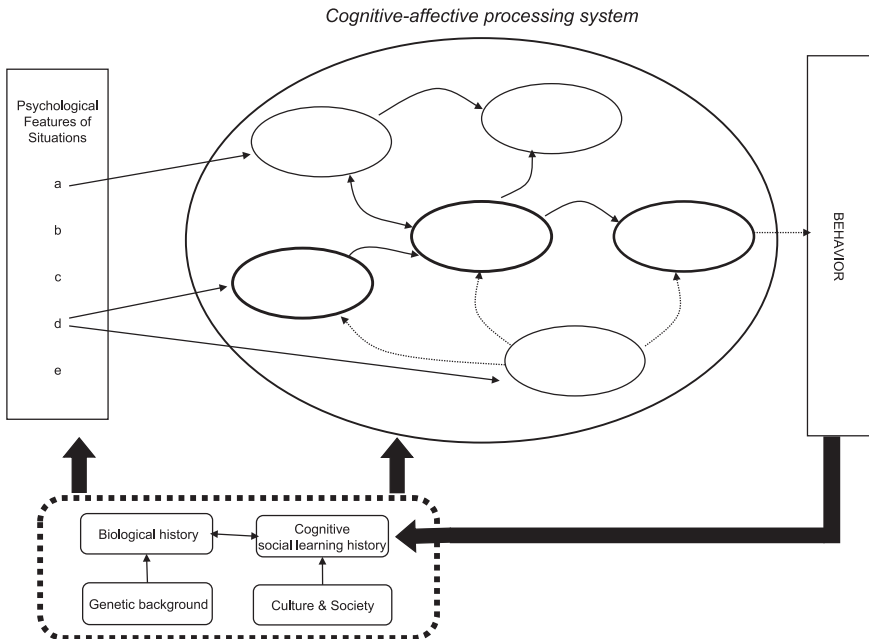 Cognitive-affective processing system
Psychological
Features of
Situations
a
b
c
d
e
BEHAVIOR
Biological history
Cognitive
social learning history
Genetic background
Culture & Society